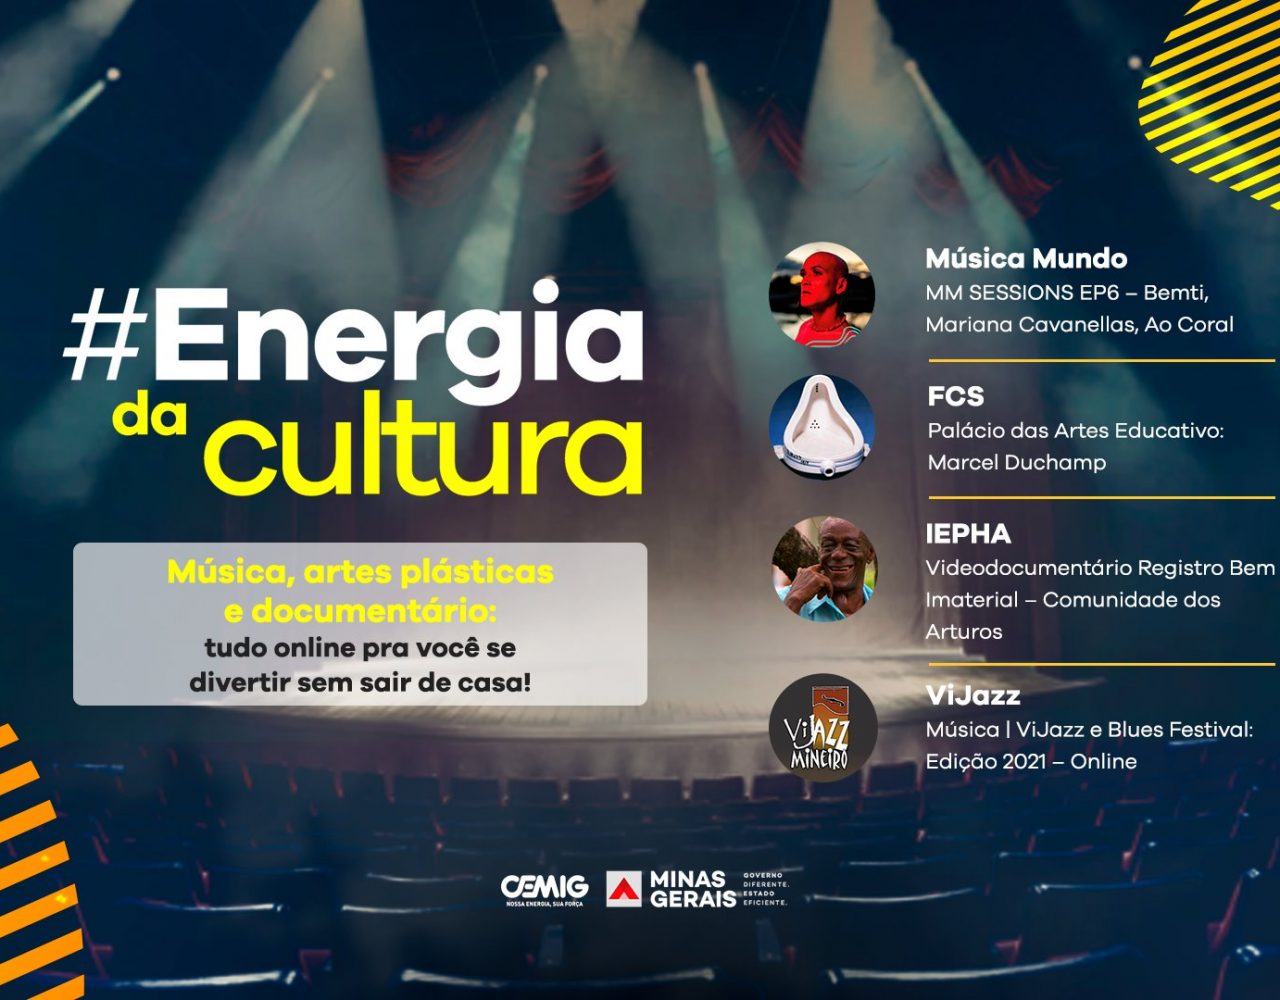 #Energia
da cultura
Música, artes plásticas
e documentário:
tudo online pra você se
divertir sem sair de casa!
Música Mundo
MM SESSIONS EP6 – Bemti,
Mariana Cavanellas, Ao Coral
FCS
Palácio das Artes Educativo:
Marcel Duchamp
IEPHA
Videodocumentário Registro Bem
Imaterial – Comunidade dos
Arturos
ViJAZZ
MINEIRO
ViJazz
Música | ViJazz e Blues Festival:
Edição 2021 – Online
CEMIG
NOSSA ENERGIA, SUA FORÇA
MINAS
GERAIS
GOVERNO
DIFERENTE.
ESTADO
EFICIENTE.